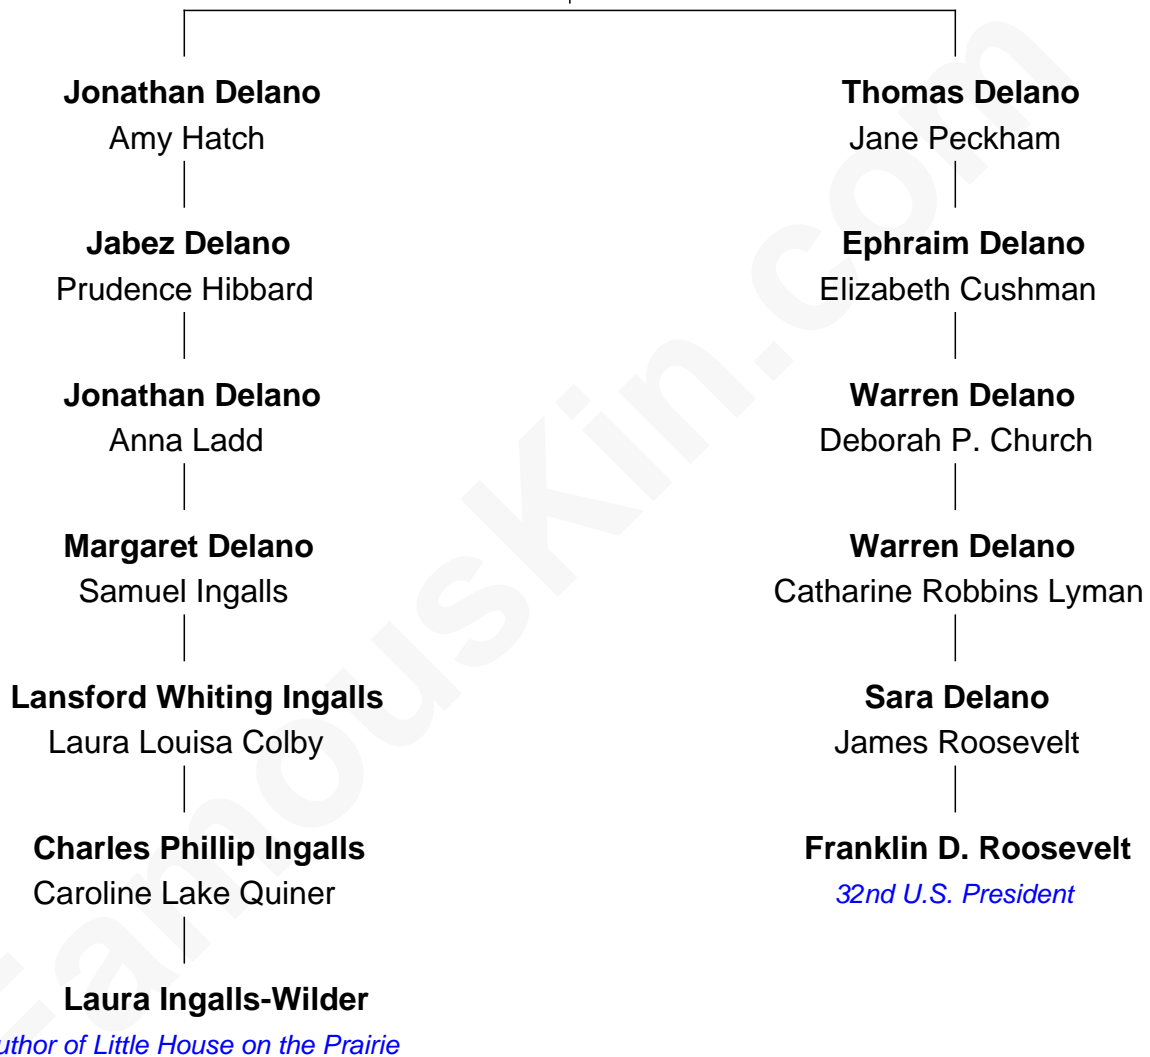 Jonathan Delano
Amy Hatch
Jabez Delano
Prudence Hibbard
Jonathan Delano
Anna Ladd
Margaret Delano
Samuel Ingalls
Lansford Whiting Ingalls
Laura Louisa Colby
Charles Phillip Ingalls
Caroline Lake Quiner
Laura Ingalls-Wilder
uthor of Little House on the Prairie
Thomas Delano
Jane Peckham
Ephraim Delano
Elizabeth Cushman
Warren Delano
Deborah P. Church
Warren Delano
Catharine Robbins Lyman
Sara Delano
James Roosevelt
Franklin D. Roosevelt
32nd U.S. President
FamousKin.com